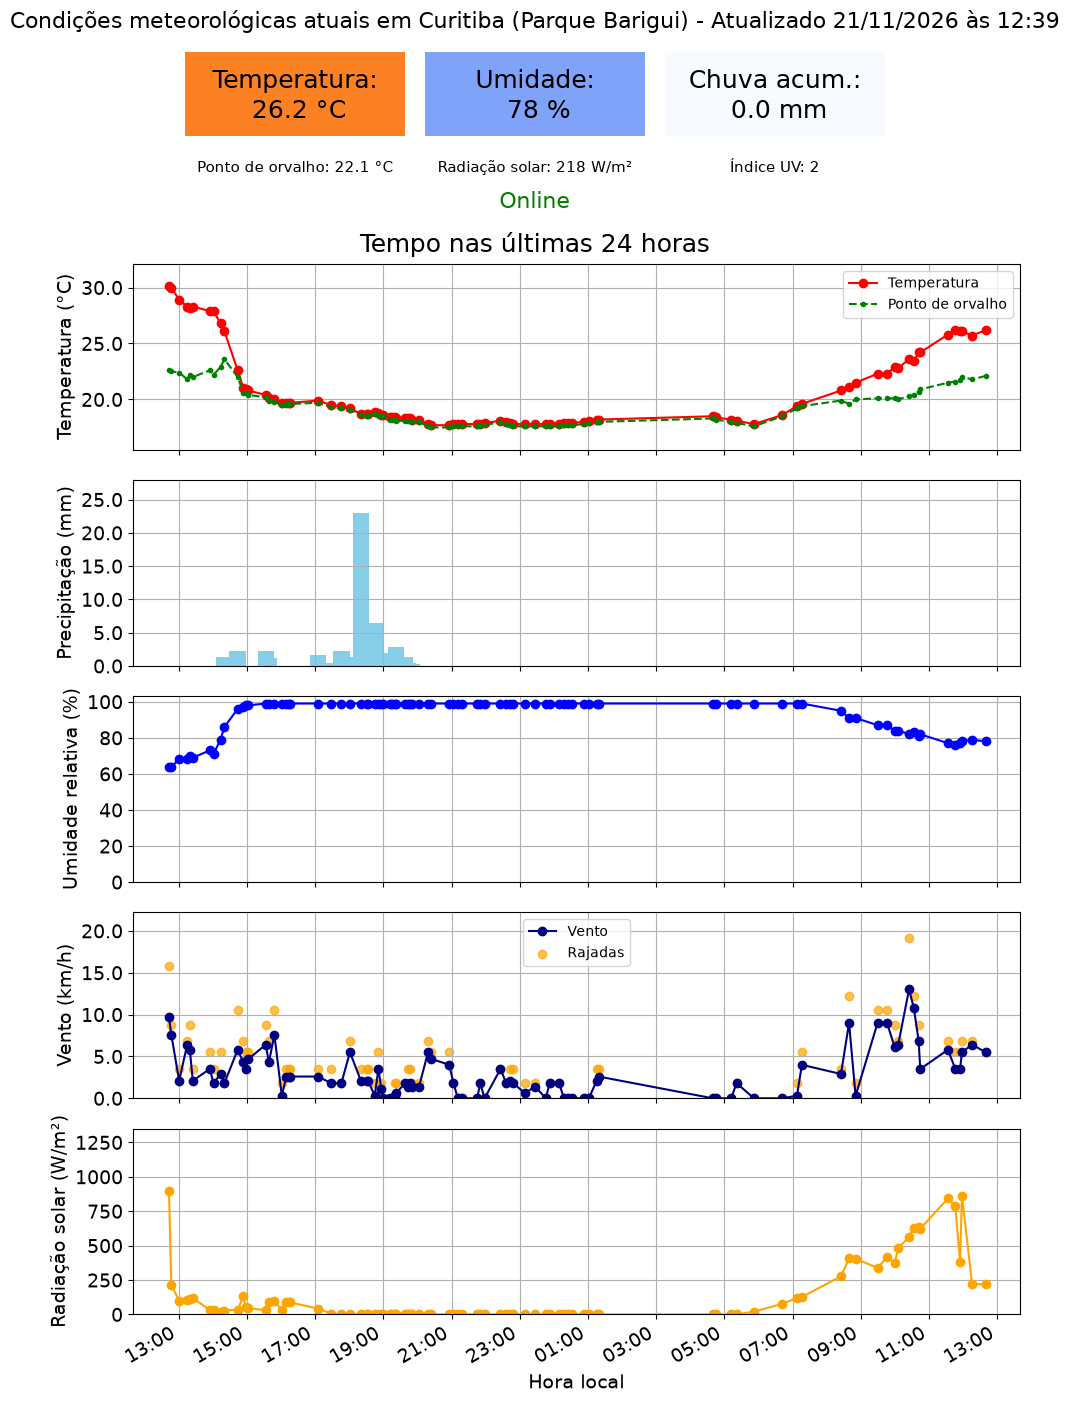 Condições meteorológicas atuais em Curitiba (Parque Barigui) - Atualizado 21/11/2026 às 12:39
Temperatura:
26.2 °C
Umidade:
78 %
Chuva acum.:
0.0 mm
Ponto de orvalho: 22.1 °C
Radiação solar: 218 W/m²
Índice UV: 2
Online
Tempo nas últimas 24 horas
Temperatura (°C)
30.0
25.0
20.0
Temperatura
Ponto de orvalho
Precipitação (mm)
25.0
20.0
15.0
10.0
5.0
0.0
Umidade relativa (%)
100
80
60
40
20
0
Vento (km/h)
20.0
15.0
10.0
5.0
0.0
Vento
Rajadas
Radiação solar (W/m²)
1250
1000
750
500
250
0
13:00 15:00 17:00 19:00 21:00 23:00 01:00 03:00 05:00 07:00 09:00 11:00 13:00
Hora local